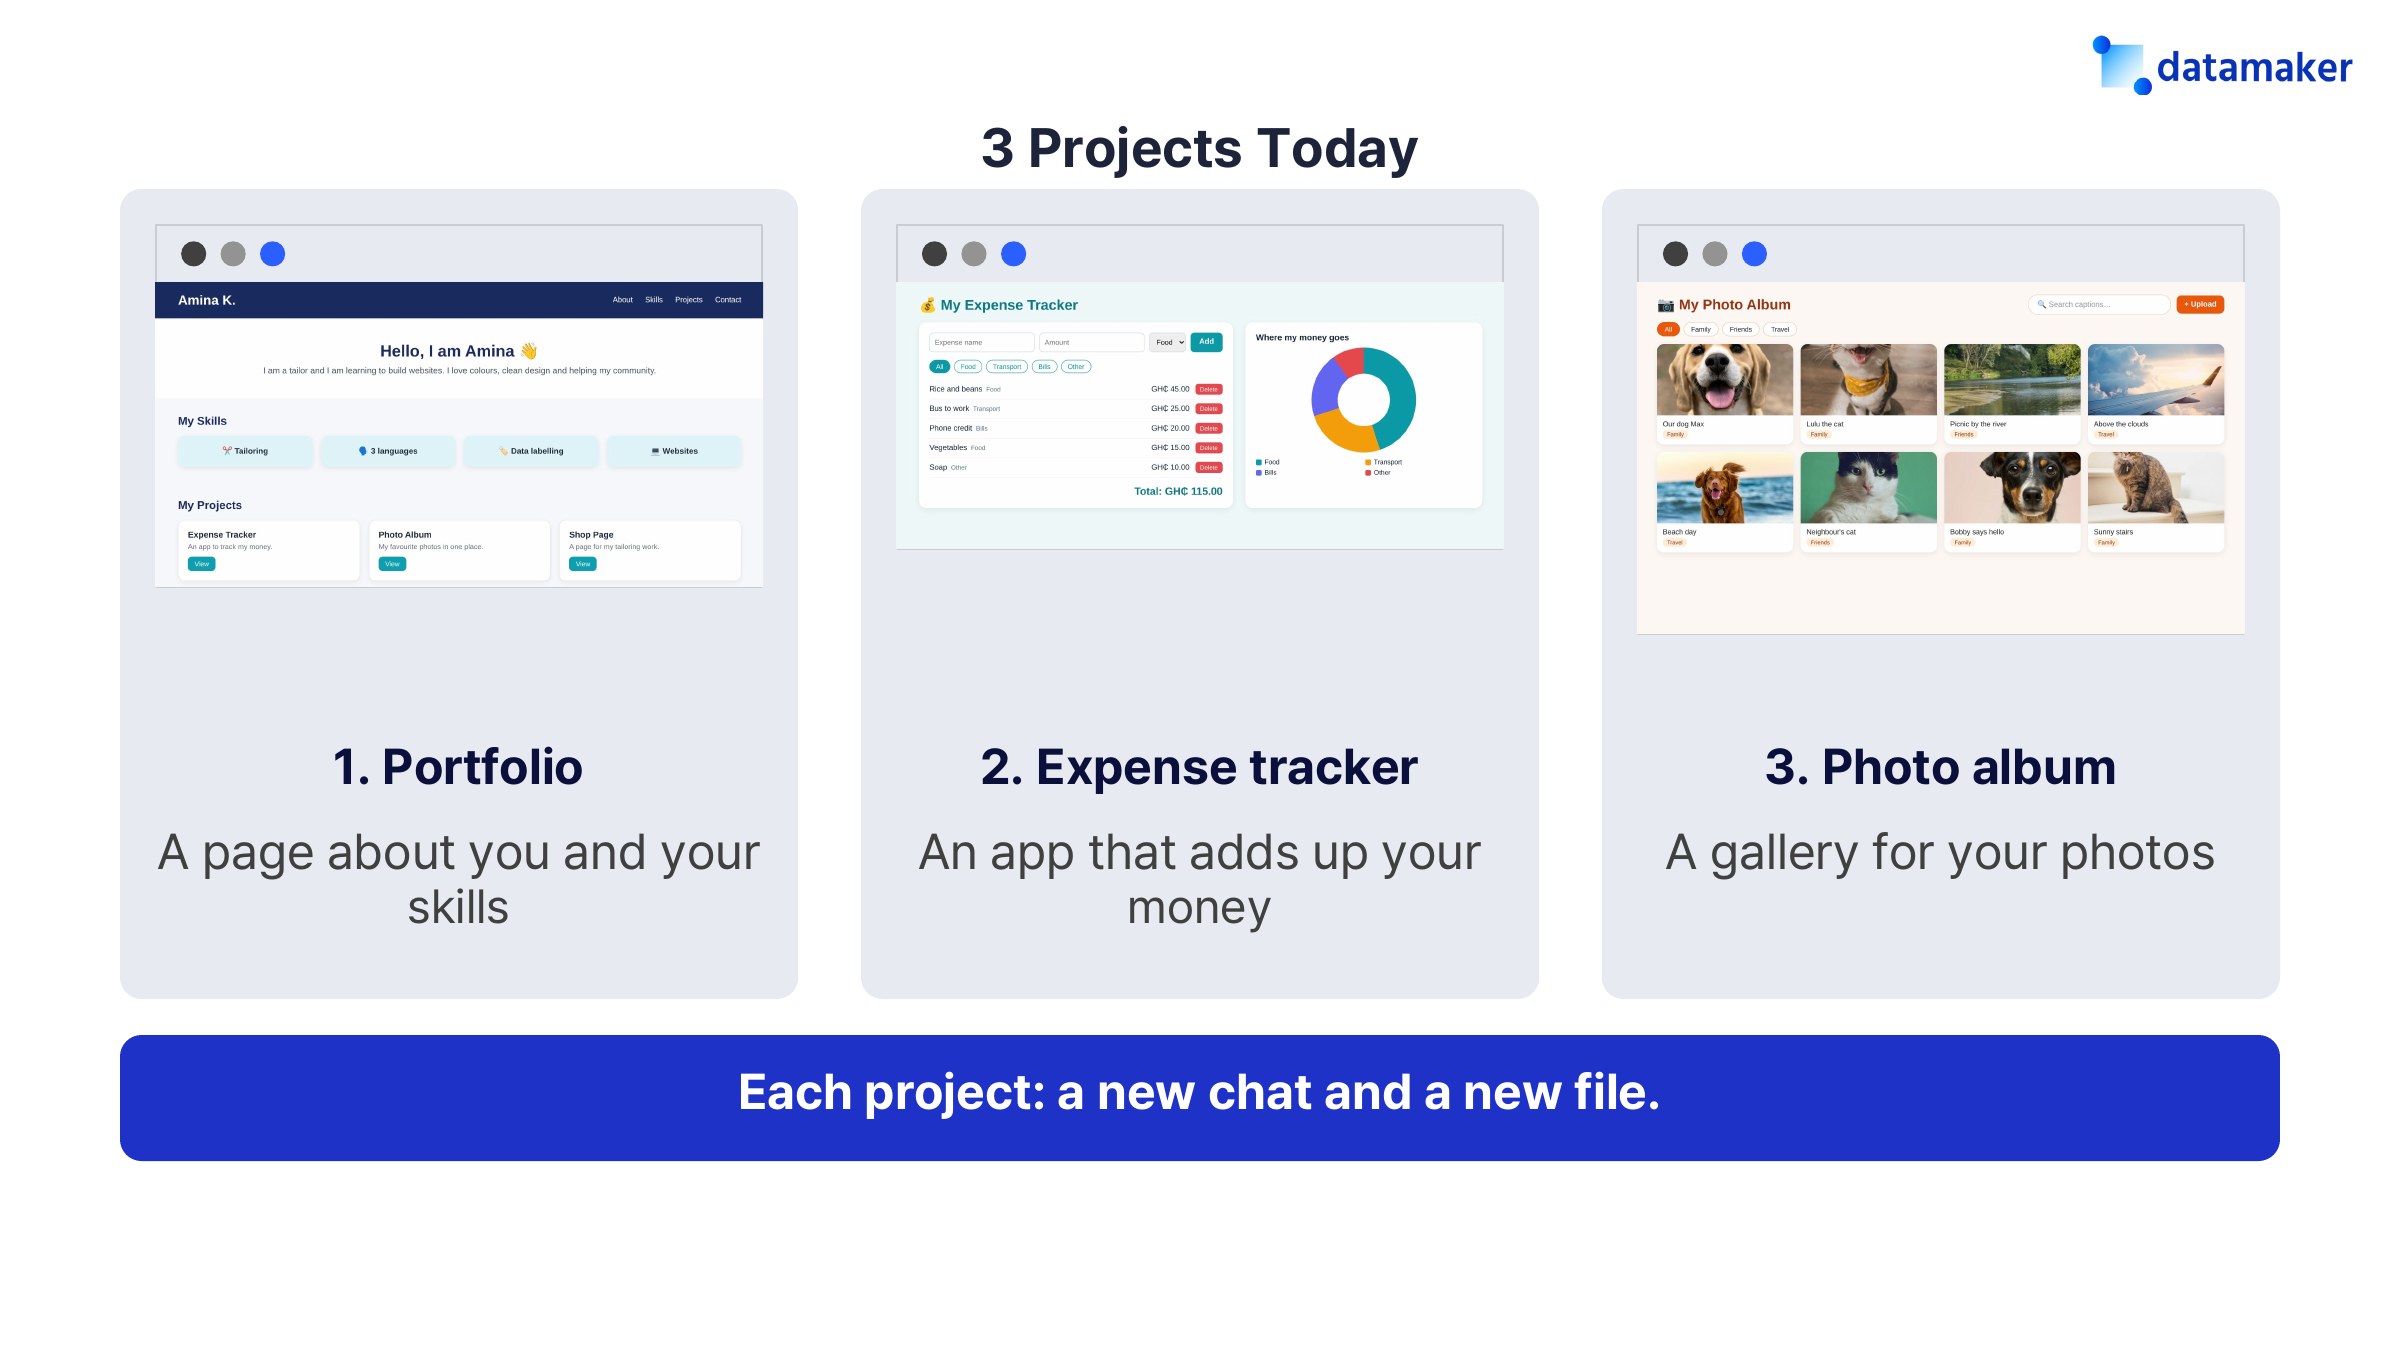 datamaker
3 Projects Today
Amina K.
About Skills Projects Contact
Hello, I am Amina 👋
I am a tailor and I am learning to build websites. I love colours, clean design and helping my community.
My Skills
✂️ Tailoring
🗣️ 3 languages
🏷️ Data labelling
💻 Websites
My Projects
Expense Tracker
An app to track my money.
View
Photo Album
My favourite photos in one place.
View
Shop Page
A page for my tailoring work.
View
1. Portfolio
A page about you and your
skills
💰 My Expense Tracker
Expense name Amount Food Add
All Food Transport Bills Other
Rice and beans Food GH₵ 45.00 Delete
Bus to work Transport GH₵ 25.00 Delete
Phone credit Bills GH₵ 20.00 Delete
Vegetables Food GH₵ 15.00 Delete
Soap Other GH₵ 10.00 Delete
Total: GH₵ 115.00
Where my money goes
Food Transport
Bills Other
2. Expense tracker
An app that adds up your
money
📷 My Photo Album
🔍 Search captions...
+ Upload
All Family Friends Travel
Our dog Max
Family
Lulu the cat
Family
Picnic by the river
Friends
Above the clouds
Travel
Beach day
Travel
Neighbour's cat
Friends
Bobby says hello
Family
Sunny stairs
Family
3. Photo album
A gallery for your photos
Each project: a new chat and a new file.